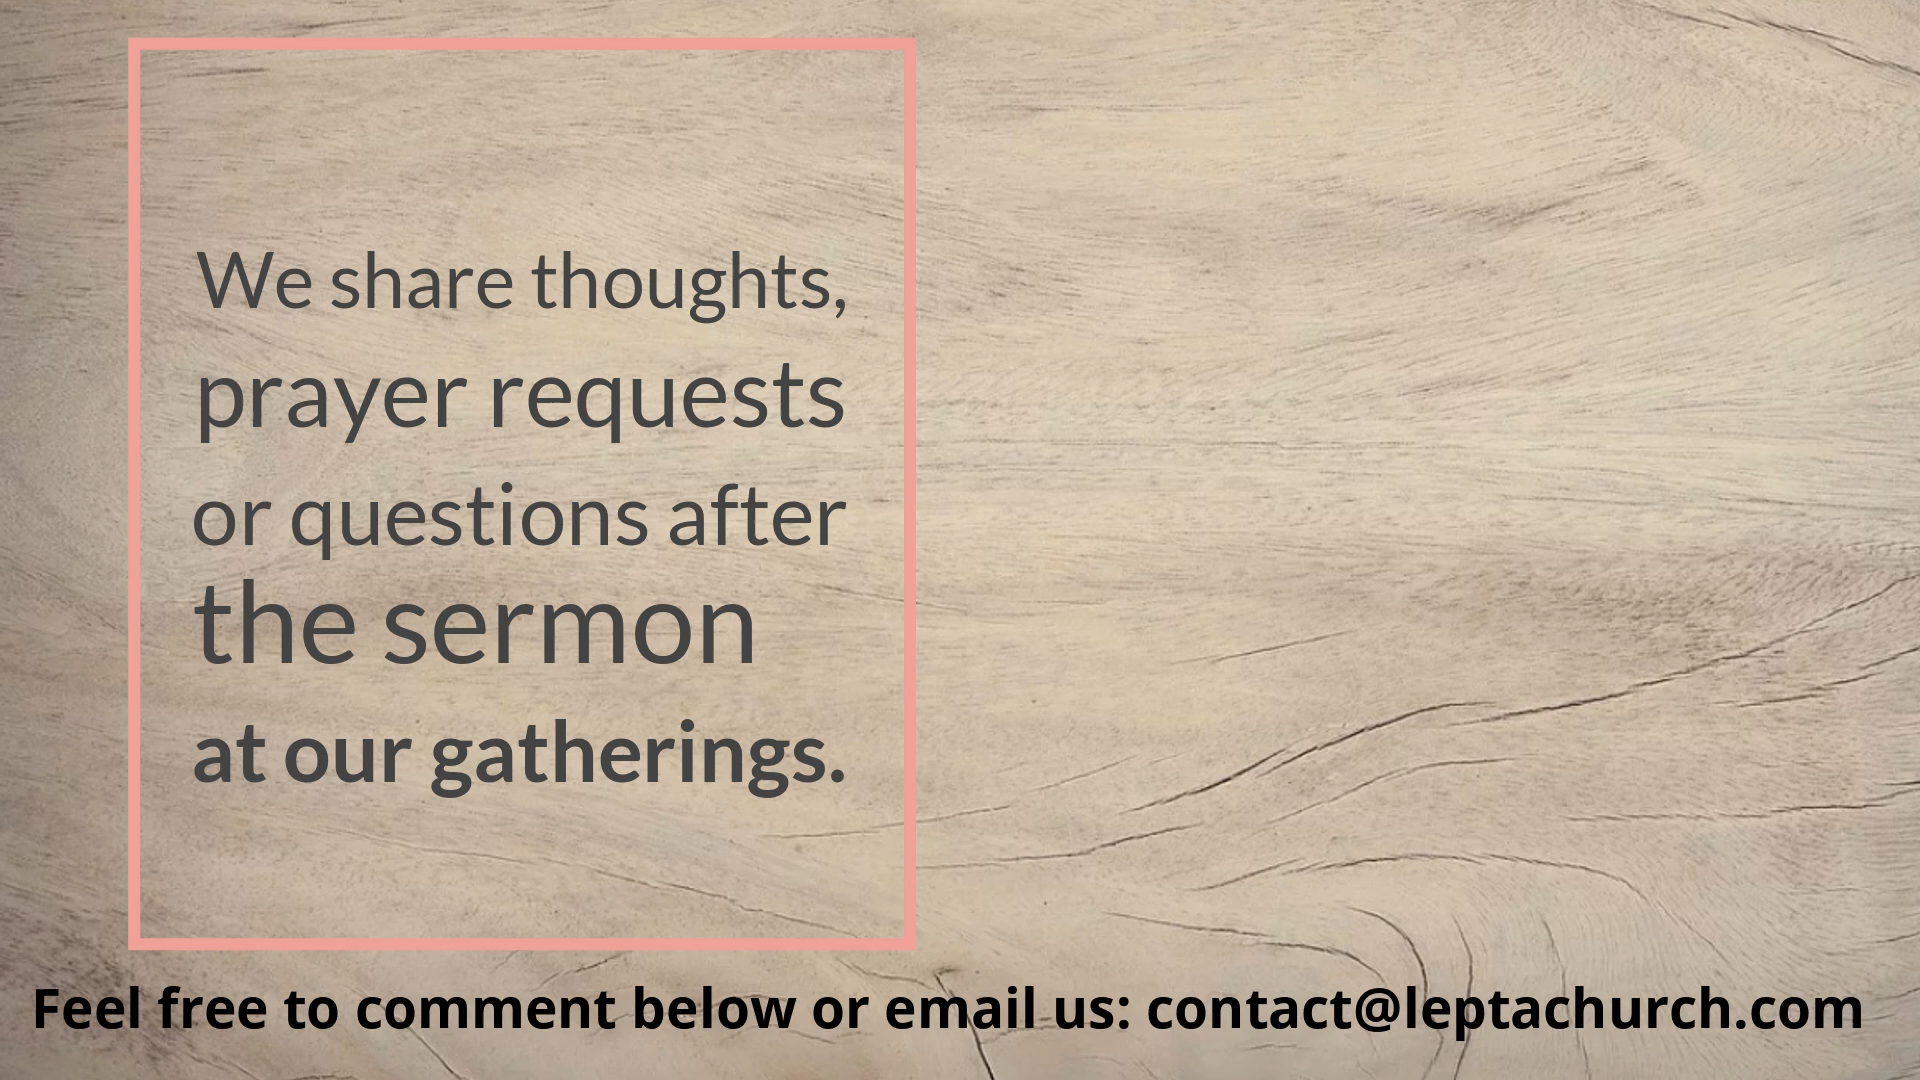 We share thoughts,
prayer requests
or questions after
the sermon
at our gatherings.
Feel free to comment below or email us: contact@leptachurch.com